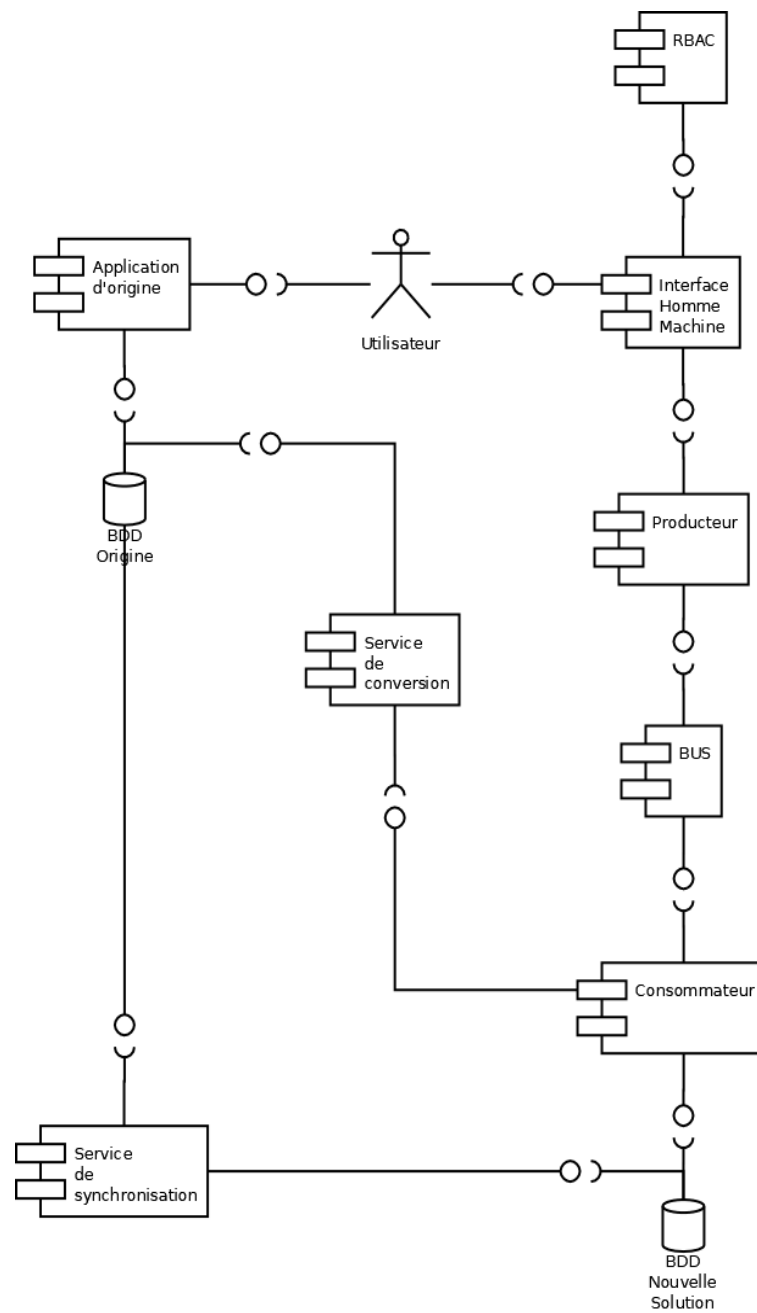 RBAC
Application
d'origine
Utilisateur
Interface
Homme
Machine
BDD
Origine
Producteur
Service
de
conversion
BUS
Consommateur
Service
de
synchronisation
BDD
Nouvelle
Solution